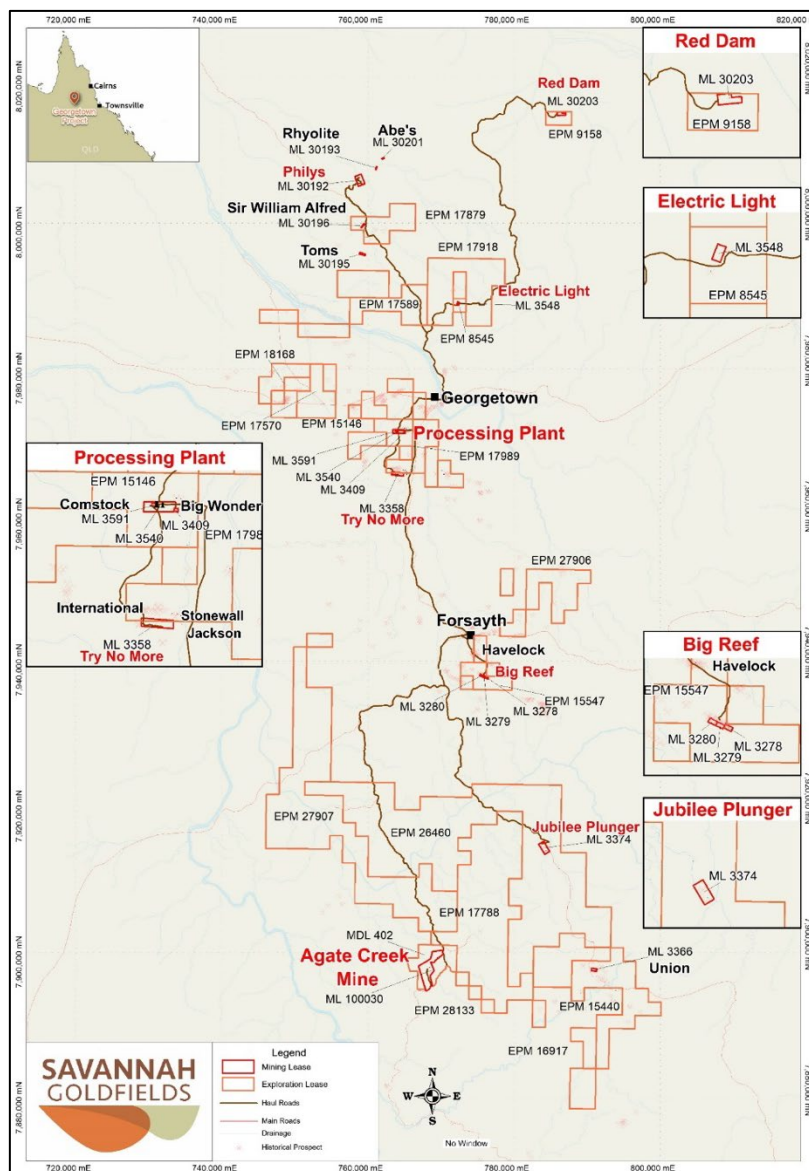 720,000 mE
760,000 mE
780,000 mE
800,000 mE
820,000 mE
Cairns
Townsville
Georgetown
Project
QLD
8,020,000 mN
8,000,000 mN
7,980,000 mN
7,960,000 mN
7,940,000 mN
7,920,000 mN
7,900,000 mN
7,880,000 mN
Red Dam
ML 30203
EPM 9158
Abe's
ML 30201
Rhyolite
ML 30193
Philys
ML 30192
Sir William Alfred
ML 30196
EPM 17879
Toms
ML 30195
EPM 17918
EPM 17589
Electric Light
ML 3548
EPM 8545
EPM 18168
EPM 17570
EPM 15146
Georgetown
Processing Plant
ML 3591
ML 3540
ML 3409
EPM 17989
ML 3358
Try No More
EPM 27906
Forsayth
Havelock
Big Reef
ML 3280
ML 3279
ML 3278
EPM 15547
EPM 27907
EPM 26460
Jubilee Plunger
ML 3374
EPM 17788
MDL 402
Agate Creek
Mine
ML 100030
EPM 28133
ML 3366
Union
EPM 15440
EPM 16917
Red Dam
ML 30203
EPM 9158
Electric Light
ML 3548
EPM 8545
Processing Plant
EPM 15146
Comstock
ML 3591
ML 3540
ML 3409
Big Wonder
EPM 1798
International
Stonewall
Jackson
ML 3358
Try No More
Big Reef
Havelock
EPM 15547
ML 3280
ML 3279
ML 3278
Jubilee Plunger
ML 3374
SAVANNAH
GOLDFIELDS
Legend
Mining Lease
Exploration Lease
Haul Roads
Main Roads
Drainage
Historical Prospect
N
W
E
S
No Window
720,000 mE
760,000 mE
780,000 mE
800,000 mE